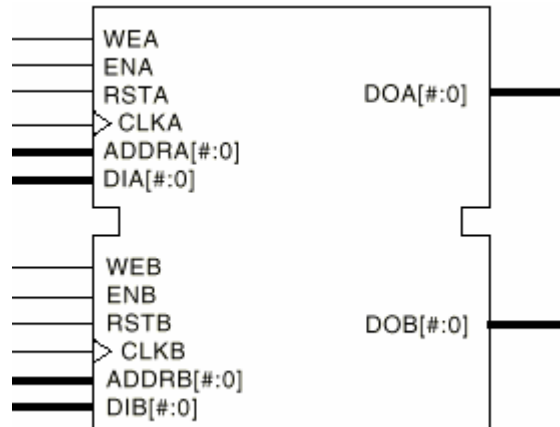 WEA
ENA
RSTA
DOA[#:0]
CLKA
ADDRA[#:0]
DIA[#:0]
WEB
ENB
RSTB
DOB[#:0]
CLKB
ADDRB[#:0]
DIB[#:0]